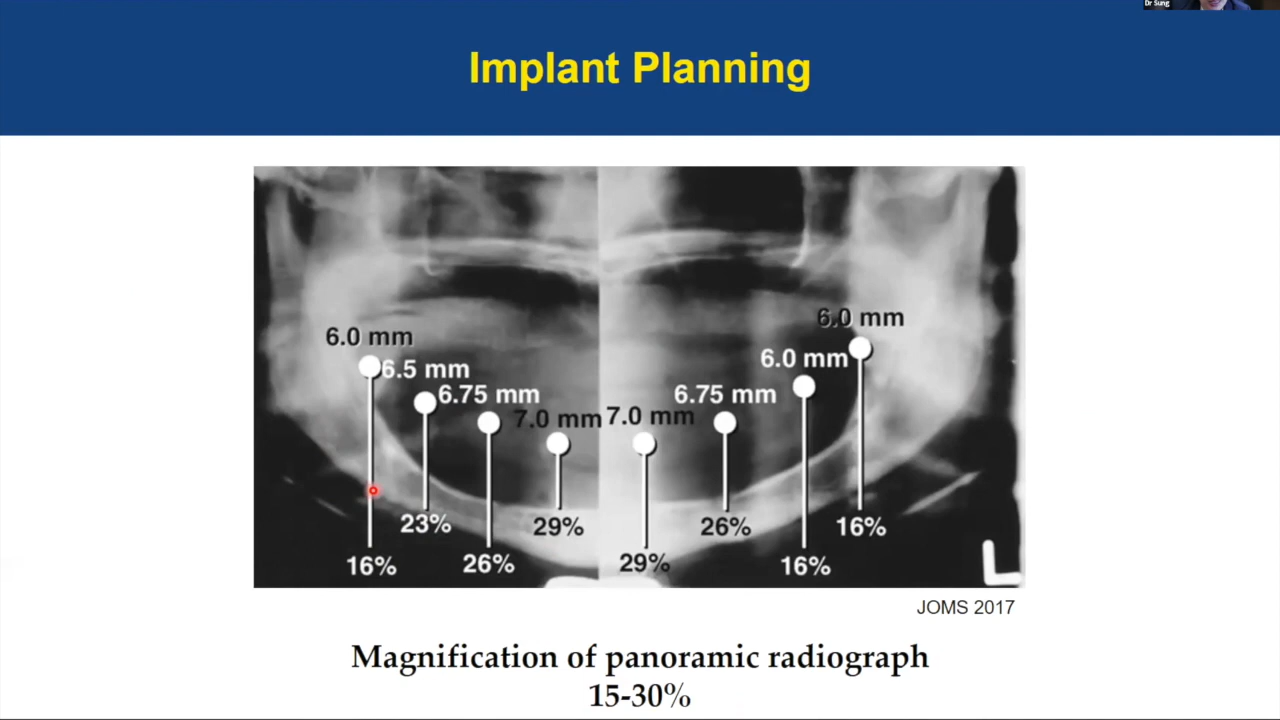 Dr Sung
Implant Planning
6.0 mm
6.5 mm
6.75 mm
7.0 mm
7.0 mm
6.75 mm
6.0 mm
6.0 mm
16%
23%
26%
29%
29%
26%
16%
16%
L
JOMS 2017
Magnification of panoramic radiograph
15-30%